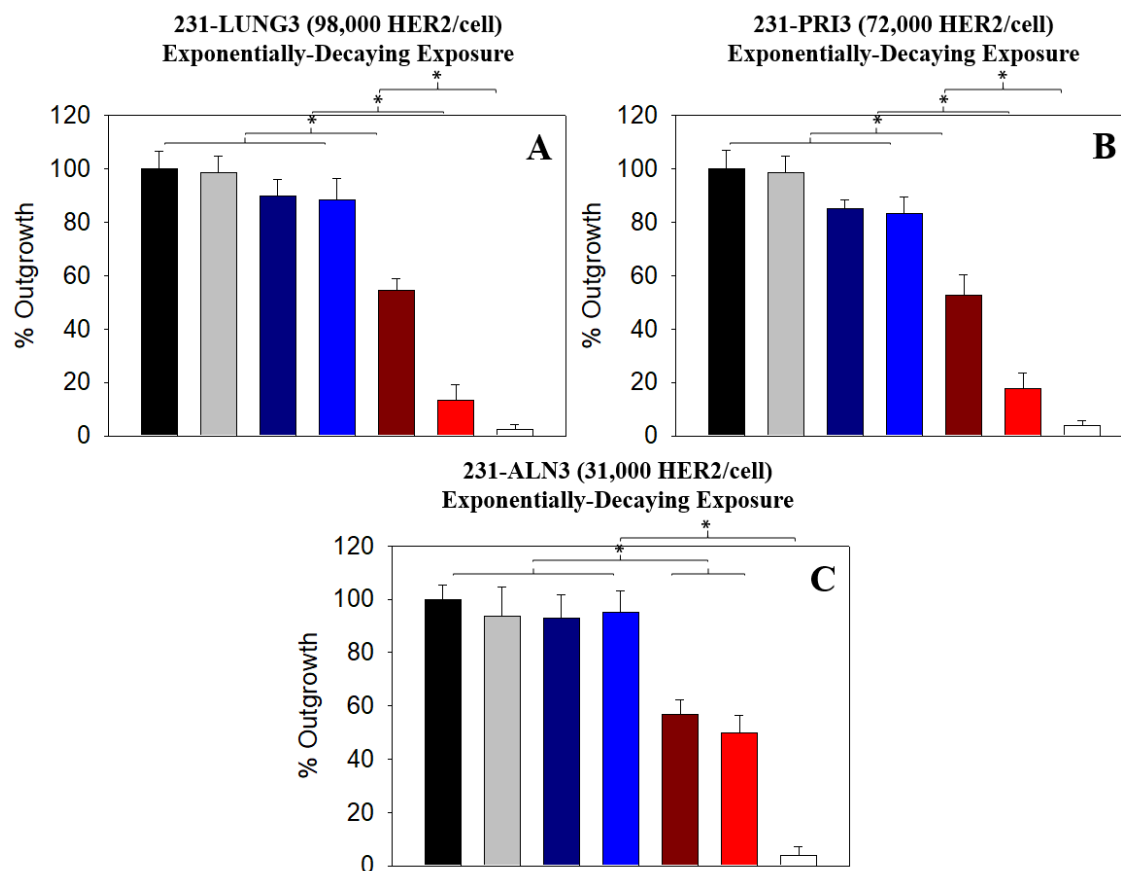 231-LUNG3 (98,000 HER2/cell)
Exponentially-Decaying Exposure
*
*
*
A
120
100
80
60
40
20
0
% Outgrowth
231-PRI3 (72,000 HER2/cell)
Exponentially-Decaying Exposure
*
*
*
B
120
100
80
60
40
20
0
% Outgrowth
231-ALN3 (31,000 HER2/cell)
Exponentially-Decaying Exposure
*
*
C
120
100
80
60
40
20
0
% Outgrowth